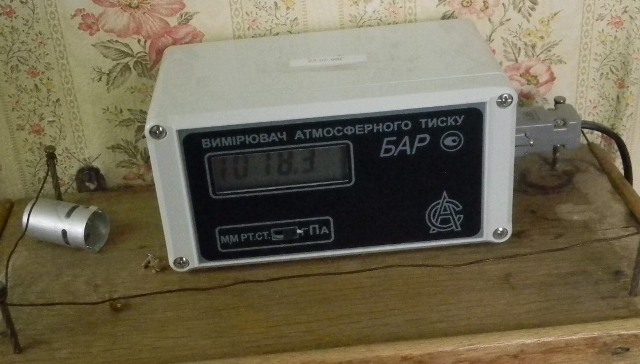 ВИМІРЮВАЧ АТМОСФЕРНОГО ТИСКУ
1018.3
БАР
ММ РТ.СТ. ГПА